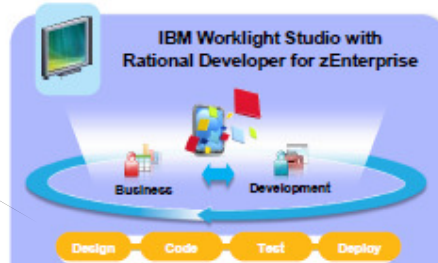 IBM Worklight Studio with
Rational Developer for zEnterprise
Business
Development
Design Code Test Deploy